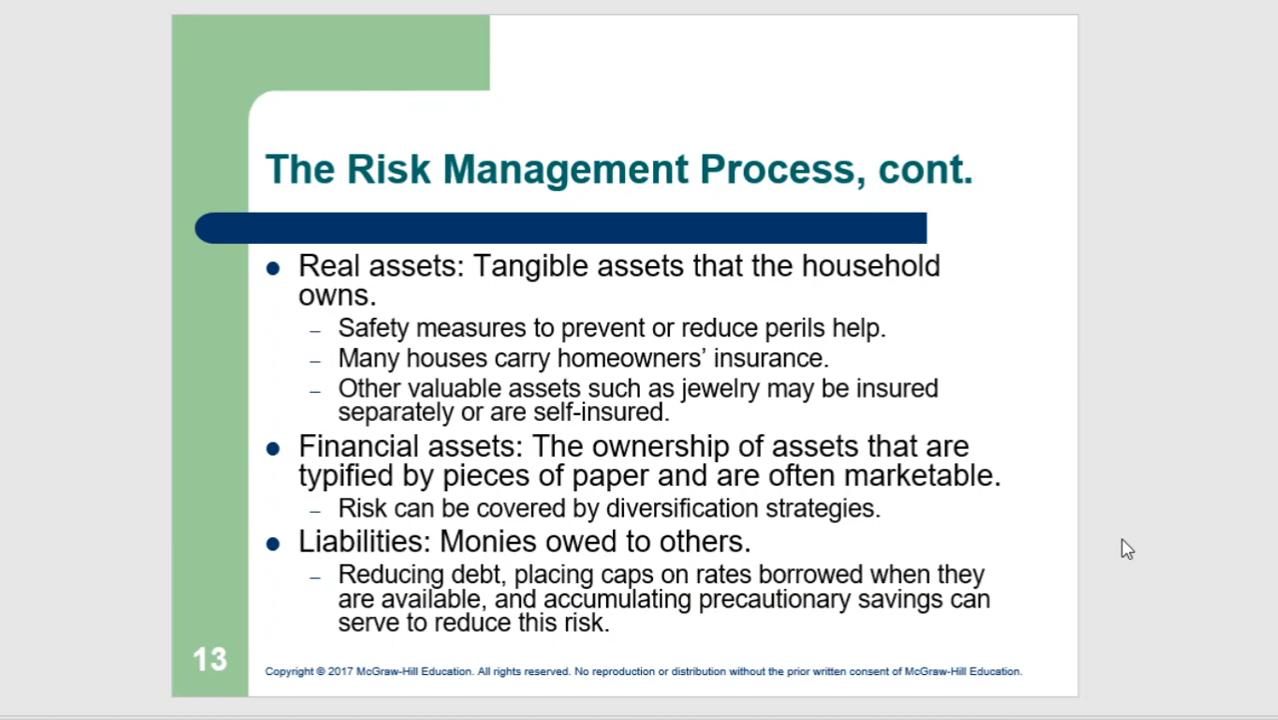 The Risk Management Process, cont.
● Real assets: Tangible assets that the household
owns.
– Safety measures to prevent or reduce perils help.
– Many houses carry homeowners’ insurance.
– Other valuable assets such as jewelry may be insured
separately or are self-insured.
● Financial assets: The ownership of assets that are
typified by pieces of paper and are often marketable.
– Risk can be covered by diversification strategies.
● Liabilities: Monies owed to others.
– Reducing debt, placing caps on rates borrowed when they
are available, and accumulating precautionary savings can
serve to reduce this risk.
13
Copyright © 2017 McGraw-Hill Education. All rights reserved. No reproduction or distribution without the prior written consent of McGraw-Hill Education.